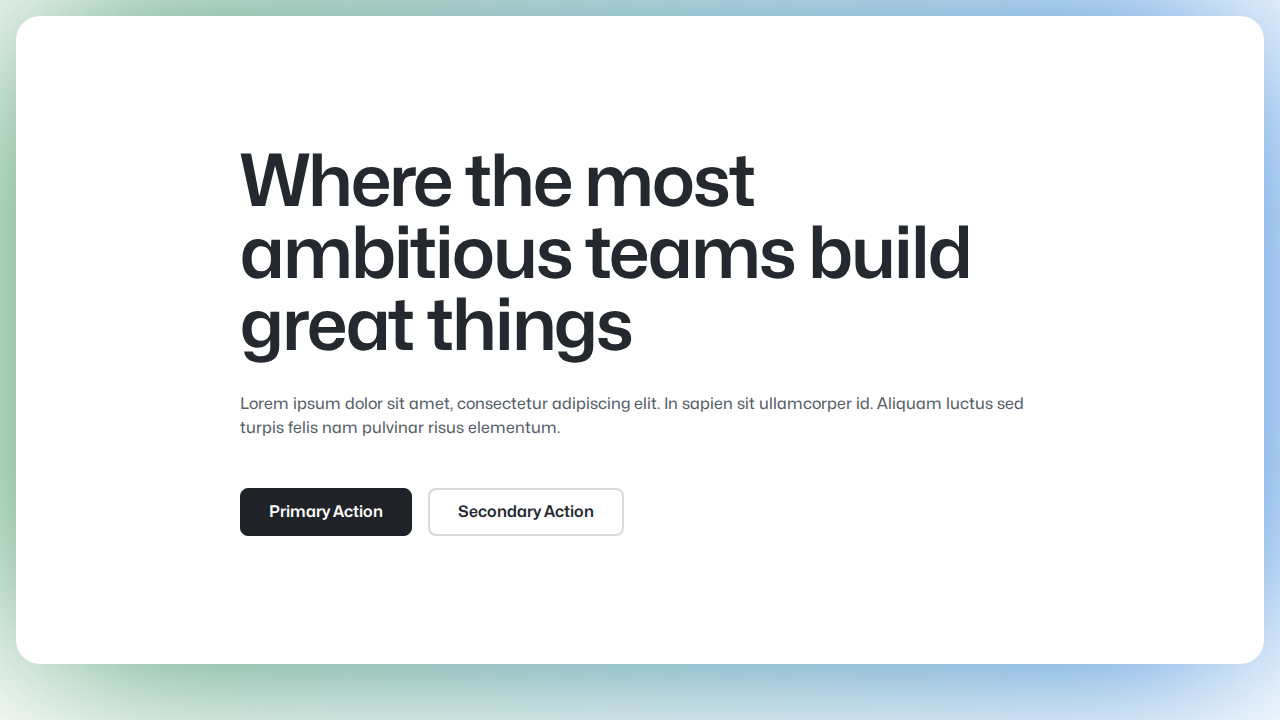 Where the most
ambitious teams build
great things
Lorem ipsum dolor sit amet, consectetur adipiscing elit. In sapien sit ullamcorper id. Aliquam luctus sed
turpis felis nam pulvinar risus elementum.
Primary Action
Secondary Action